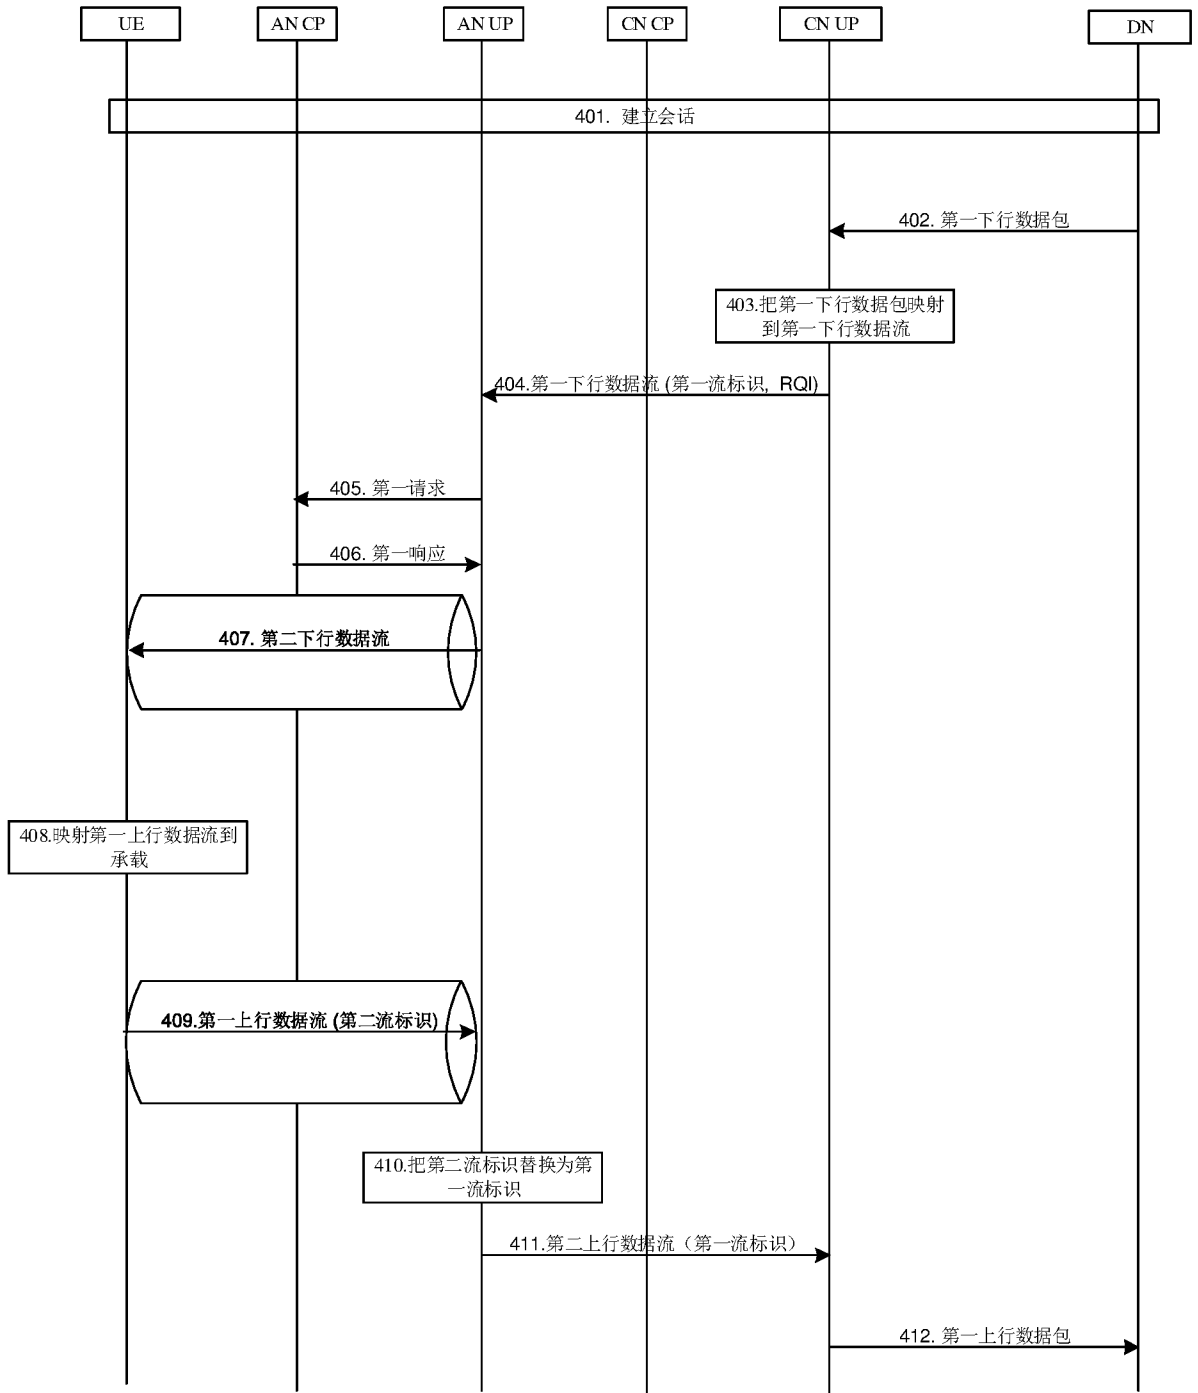 UE
AN CP
AN UP
CN CP
CN UP
DN
401. 建立会话
402. 第一下行数据包
403.把第一下行数据包映射
到第一下行数据流
404.第一下行数据流 (第一流标识, RQI)
405. 第一请求
406. 第一响应
407. 第二下行数据流
408.映射第一上行数据流到
承载
409.第一上行数据流 (第二流标识)
410.把第二流标识替换为第
一流标识
411.第二上行数据流（第一流标识）
412. 第一上行数据包